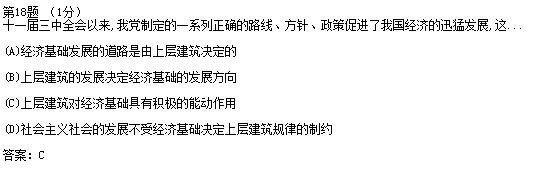 第18题 （1分）
十一届三中全会以来,我党制定的一系列正确的路线、方针、政策促进了我国经济的迅猛发展,这...
(A)经济基础发展的道路是由上层建筑决定的
(B)上层建筑的发展决定经济基础的发展方向
(C)上层建筑对经济基础具有积极的能动作用
(D)社会主义社会的发展不受经济基础决定上层建筑规律的制约
答案：C